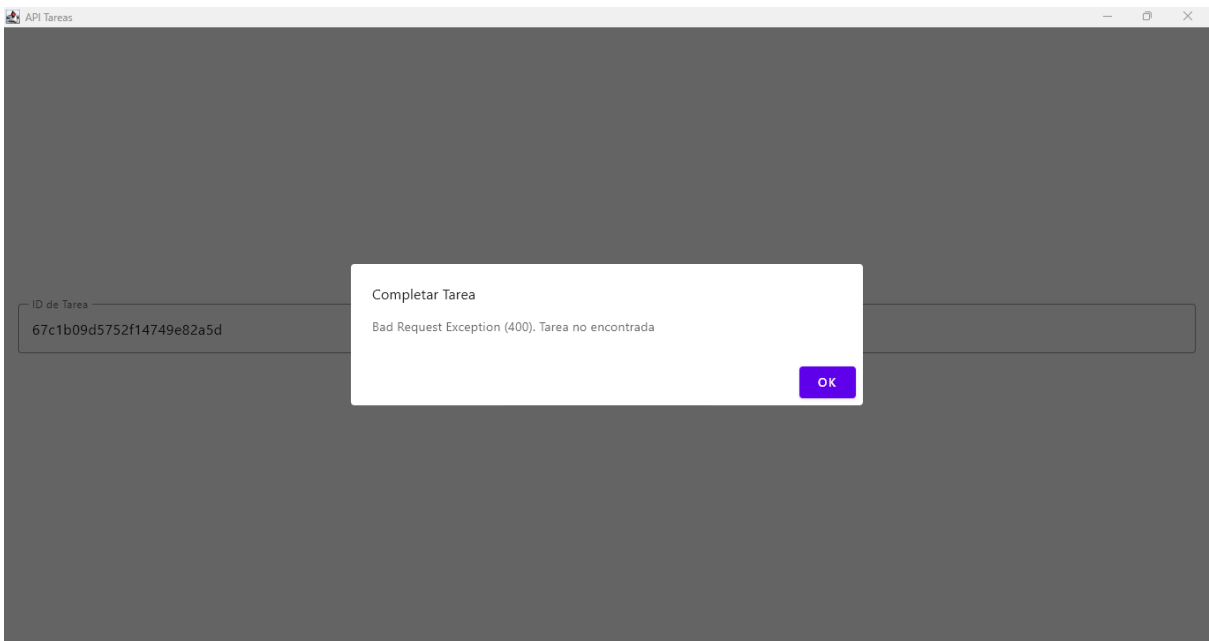 API Tareas
Completar Tarea
ID de Tarea
67c1b09d5752f14749e82a5d
Bad Request Exception (400). Tarea no encontrada
OK